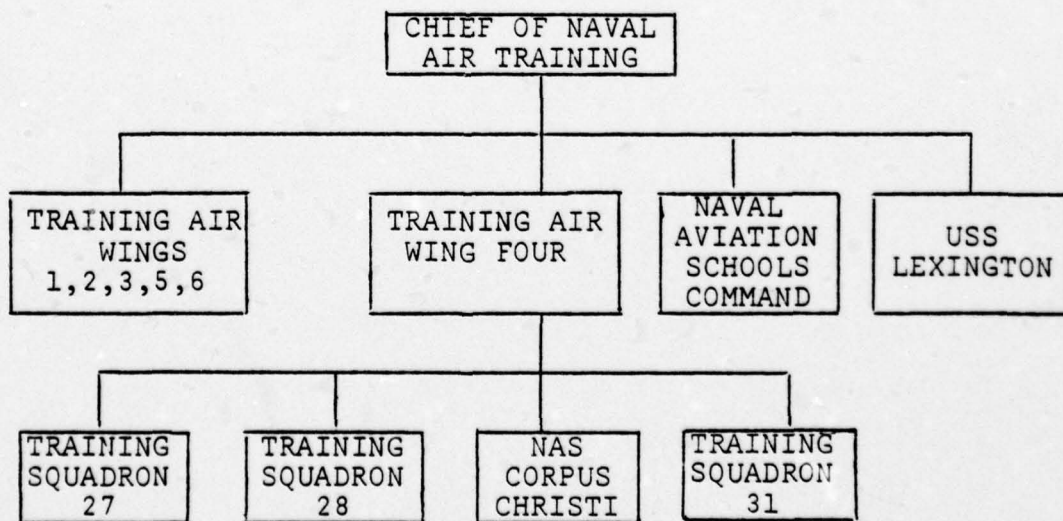 CHIEF OF NAVAL
AIR TRAINING
TRAINING AIR
WINGS
1,2,3,5,6
TRAINING AIR
WING FOUR
NAVAL
AVIATION
SCHOOLS
COMMAND
USS
LEXINGTON
TRAINING
SQUADRON
27
TRAINING
SQUADRON
28
NAS
CORPUS
CHRISTI
TRAINING
SQUADRON
31